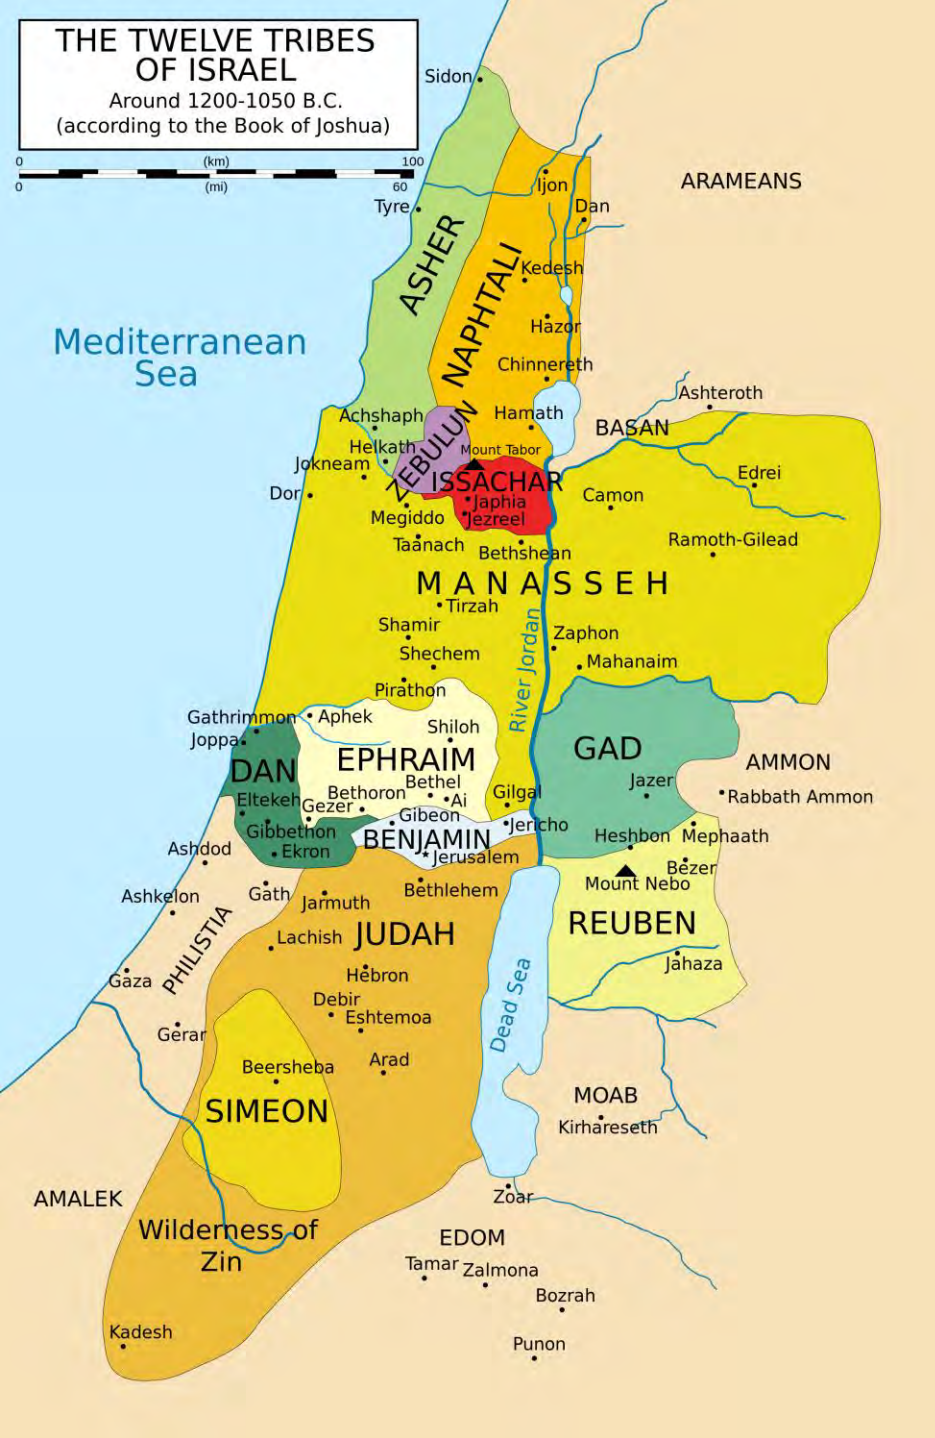 THE TWELVE TRIBES
OF ISRAEL
Around 1200-1050 B.C.
(according to the Book of Joshua)
0 (km) 100
0 (mi) 60
Sidon
Ijon
ARAMEANS
Tyre
Dan
ASHER
NAPHTALI
Kedesh
Hazor
Mediterranean
Sea
Chinnereth
Ashteroth
Achshaph
Hamath
BASAN
ZEBULUN
Helkath
Mount Tabor
Jokneam
ISSACHAR
Edrei
Dor
Japhia
Camon
Megiddo
Jezreel
Taanach
Bethshean
Ramoth-Gilead
MANASSEH
Tirzah
Shamir
Zaphon
Shechem
Mahanaim
River Jordan
Pirathon
Gathrimmon
Aphek
Shiloh
Joppa
EPHRAIM
GAD
DAN
AMMON
Bethel
Jazer
Eltekeh
Bethoron
Ai
Gilgal
Rabbath Ammon
Gezer
Gibeon
Jericho
Gibbethon
BENJAMIN
Heshbon
Mephaath
Ashdod
Ekron
Jerusalem
Bezer
Mount Nebo
Ashkelon
Gath
Jarmuth
Bethlehem
PHILISTIA
Lachish
JUDAH
REUBEN
Gaza
Hebron
Jahaza
Debir
Eshtemoa
Dead Sea
Gerar
Beersheba
Arad
SIMEON
MOAB
Kirhareseth
AMALEK
Zoar
Wilderness of
Zin
EDOM
Tamar
Zalmona
Bozrah
Kadesh
Punon